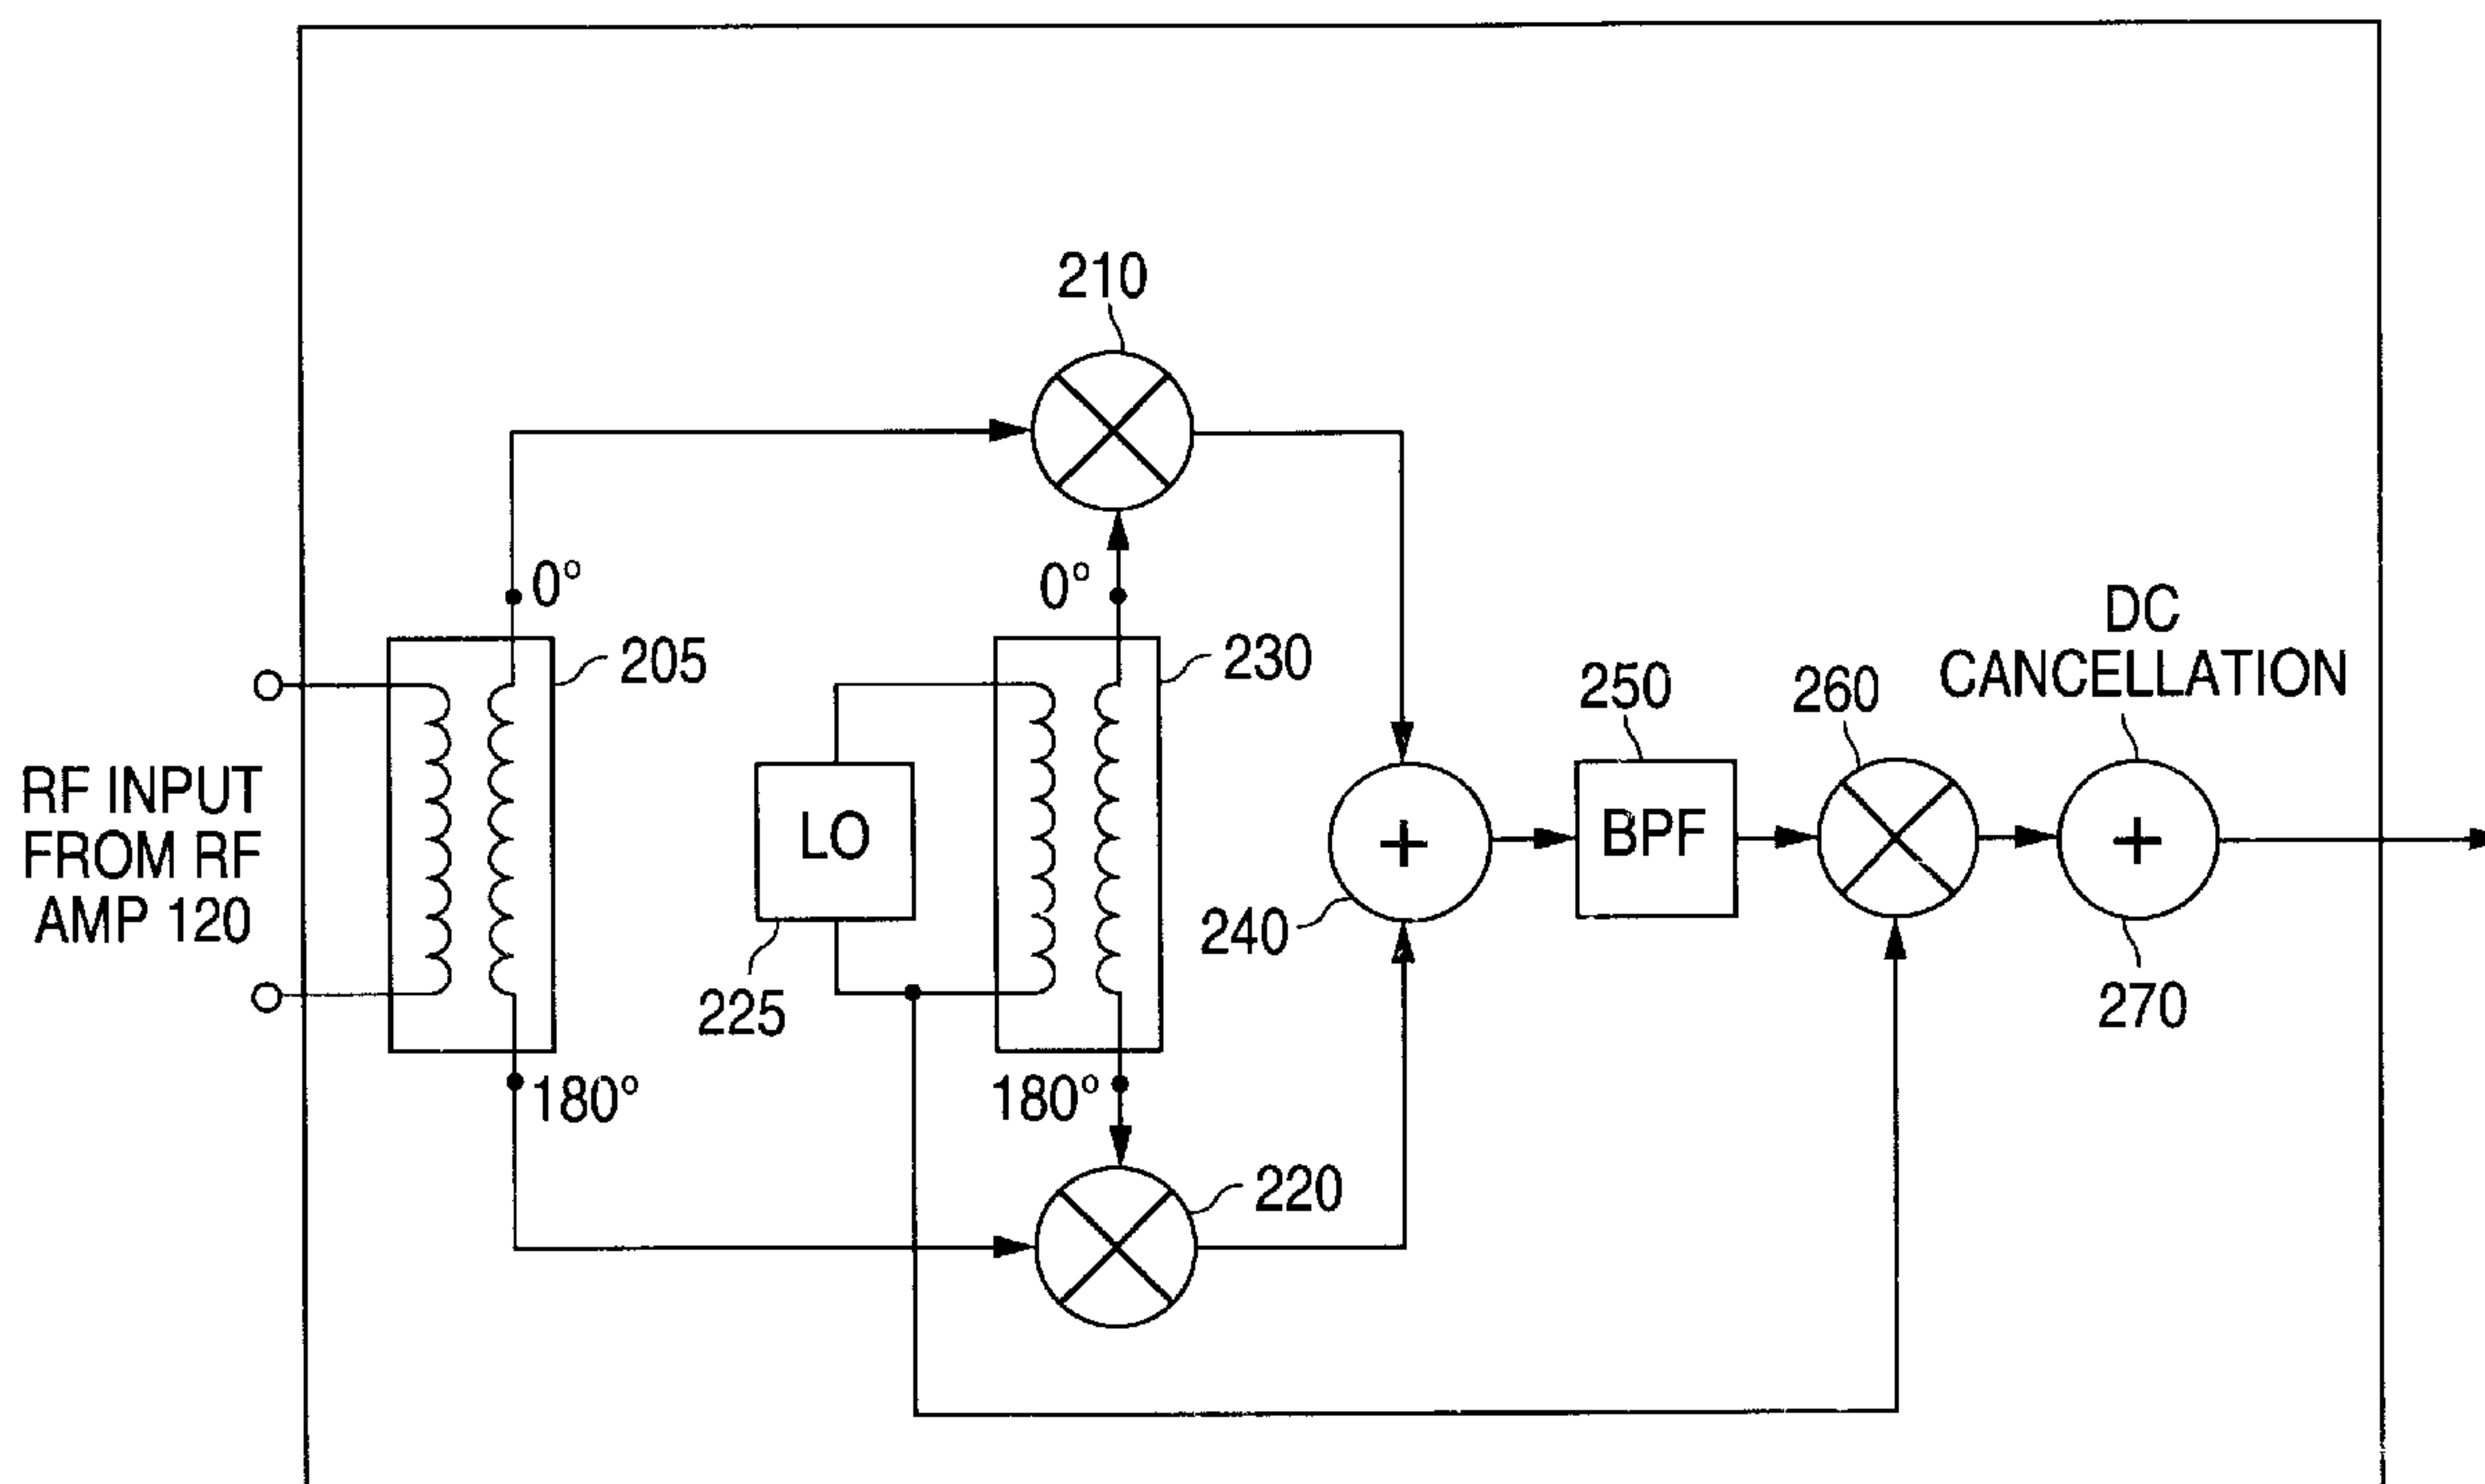 210
0°
0°
DC
CANCELLATION
205
230
250
260
RF INPUT
FROM RF
AMP 120
LO
+
BPF
+
240
225
270
180°
180°
220